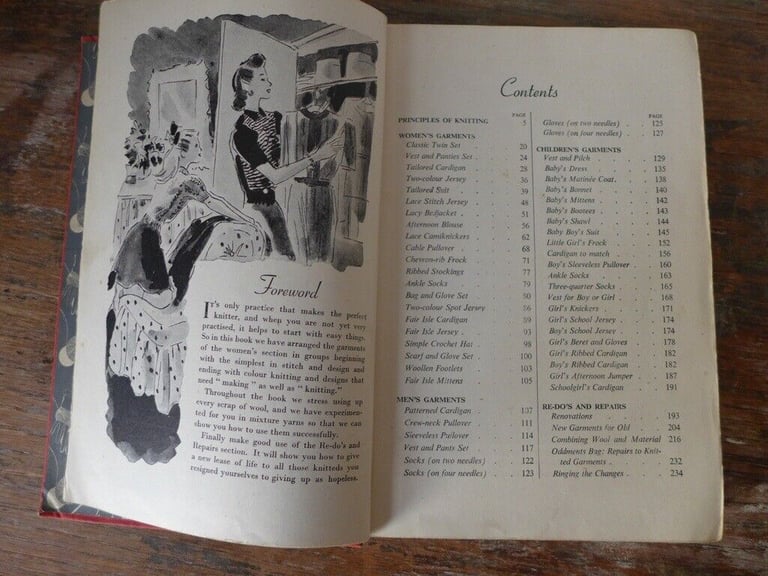 Foreword
IT'S only practice that makes the perfect
knitter, and when you are not yet very
practised, it helps to start with easy things.
So in this book we have arranged the garments
of the women's section in groups beginning
with the simplest in stitch and design and
ending with colour knitting and designs that
need "making" as well as "knitting."
Throughout the book we stress using up
every scrap of wool, and we have experimen-
ted for you in mixture yarns so that we can
show you how to use them successfully.
Finally make good use of the Re-do's and
Repairs section. It will show you how to give
a new lease of life to all those knitteds you
resigned yourselves to giving up as hopeless.
Contents
PAGE
PRINCIPLES OF KNITTING . 5
WOMEN'S GARMENTS
Classic Twin Set . . . 20
Vest and Panties Set . . . 24
Tailored Cardigan . . . 28
Two-colour Jersey . . . 36
Tailored Suit . . . 39
Lace Stitch Jersey . . . 48
Lacy Bedjacket . . . 51
Afternoon Blouse . . . 56
Lace Camiknickers . . . 62
Cable Pullover . . . 68
Chevron-rib Frock . . . 71
Ribbed Stockings . . . 77
Ankle Socks . . . 79
Bag and Glove Set . . . 80
Two-colour Spot Jersey . . . 86
Fair Isle Cardigan . . . 89
Fair Isle Jersey . . . 93
Simple Crochet Hat . . . 98
Scarf and Glove Set . . . 100
Woollen Footlets . . . 103
Fair Isle Mittens . . . 105
MEN'S GARMENTS
Patterned Cardigan . . . 107
Crew-neck Pullover . . . 111
Sleeveless Pullover . . . 114
Vest and Pants Set . . . 117
Socks (on two needles) . . . 122
Socks (on four needles) . . . 123
PAGE
Gloves (on two needles) . . 125
Gloves (on four needles) . . 127
CHILDREN'S GARMENTS
Vest and Pilch . . . 129
Baby's Dress . . . 135
Baby's Matinée Coat . . . 138
Baby's Bonnet . . . 140
Baby's Mittens . . . 142
Baby's Bootees . . . 143
Baby's Shawl . . . 144
Baby Boy's Suit . . . 145
Little Girl's Frock . . . 152
Cardigan to match . . . 156
Boy's Sleeveless Pullover . . . 160
Ankle Socks . . . 163
Three-quarter Socks . . . 165
Vest for Boy or Girl . . . 168
Girl's Knickers . . . 171
Girl's School Jersey . . . 174
Boy's School Jersey . . . 174
Girl's Beret and Gloves . . . 178
Girl's Ribbed Cardigan . . . 182
Boy's Ribbed Cardigan . . . 182
Girl's Afternoon Jumper . . . 187
Schoolgirl's Cardigan . . . 191
RE-DO'S AND REPAIRS
Renovations . . . 193
New Garments for Old . . . 204
Combining Wool and Material 216
Oddments Bag: Repairs to Knit-
ted Garments . . . 232
Ringing the Changes . . . 234